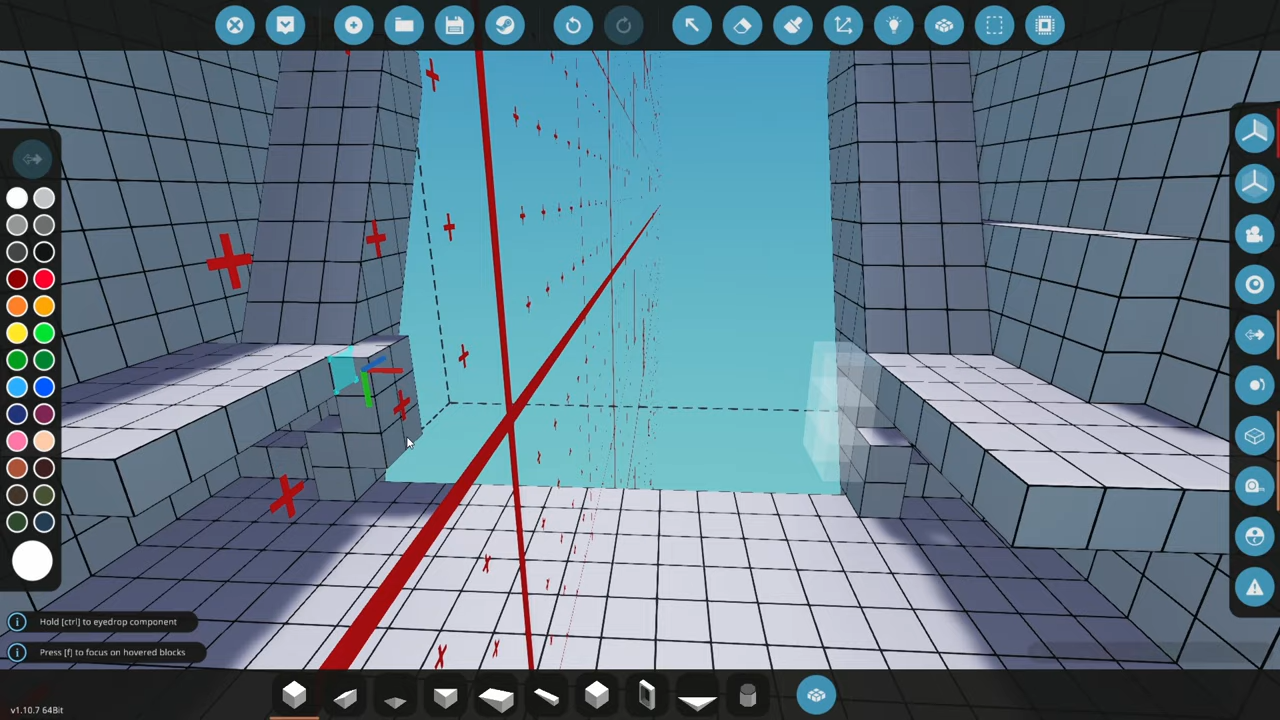 Hold [ctrl] to eyedrop component
Press [f] to focus on hovered blocks
v1.10.7 64Bit